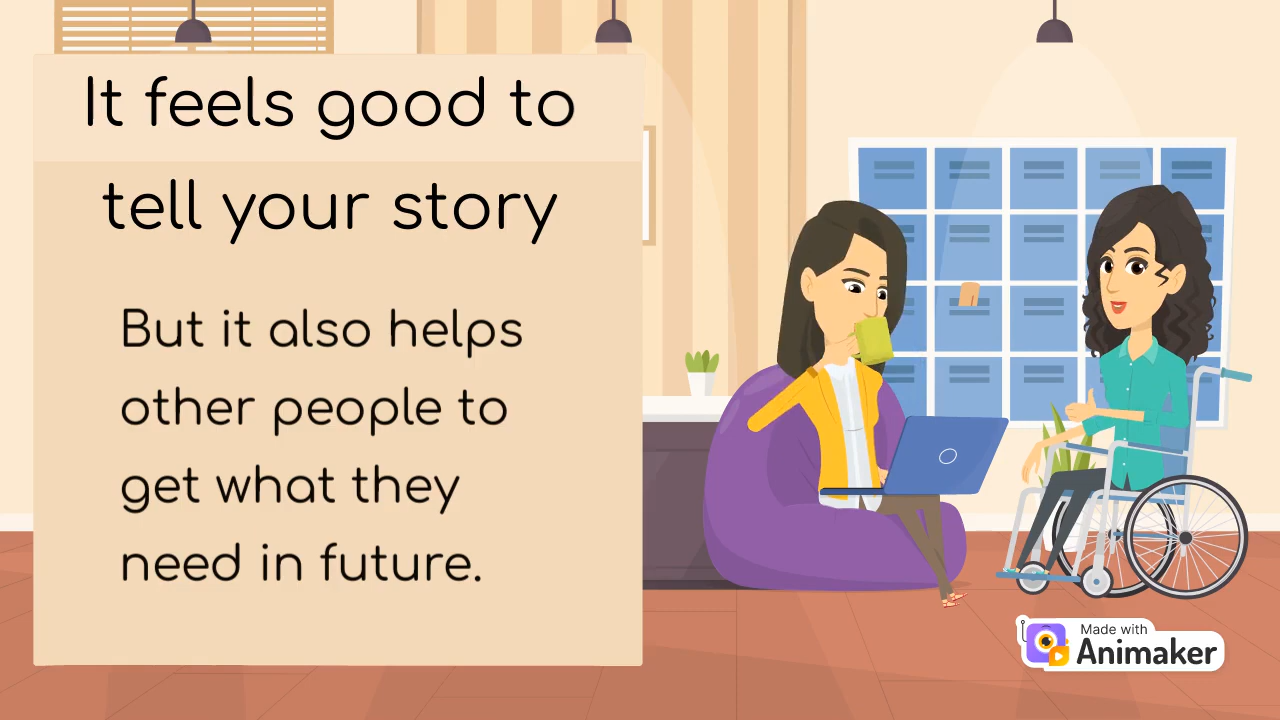 It feels good to
tell your story
But it also helps
other people to
get what they
need in future.
Made with
Animaker